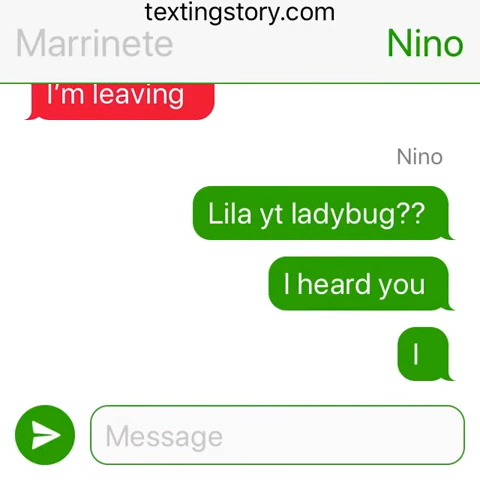 textingstory.com
Marrinete Nino
I'm leaving
Nino
Lila yt ladybug??
I heard you
I
Message